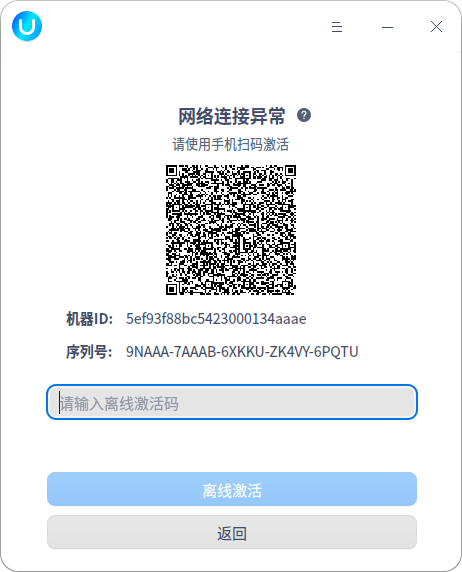 网络连接异常 ?
请使用手机扫码激活
机器ID: 5ef93f88bc5423000134aaae
序列号: 9NAAA-7AAAB-6XKKU-ZK4VY-6PQTU
请输入离线激活码
离线激活
返回